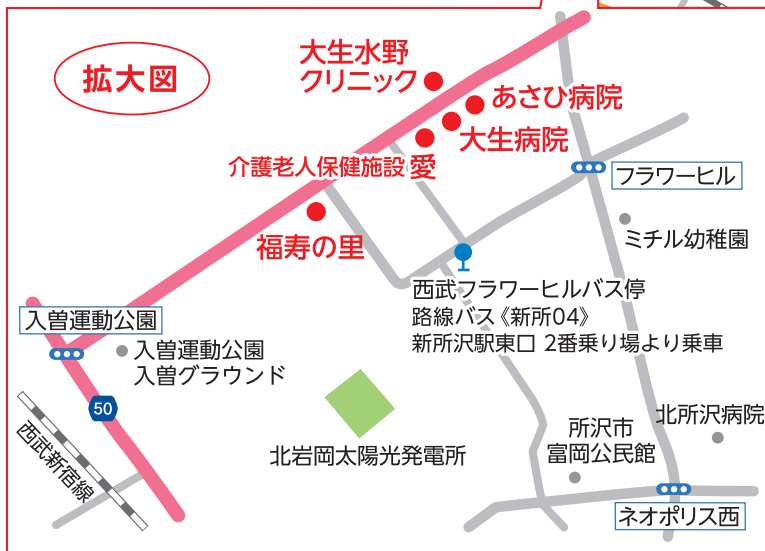 拡大図
大生水野
クリニック
あさひ病院
大生病院
介護老人保健施設 愛
フラワーヒル
福寿の里
ミチル幼稚園
西武フラワーヒルバス停
路線バス《新所04》
新所沢駅東口 2番乗り場より乗車
入曽運動公園
入曽運動公園
入曽グラウンド
50
西武新宿線
北岩岡太陽光発電所
所沢市
富岡公民館
北所沢病院
ネオポリス西